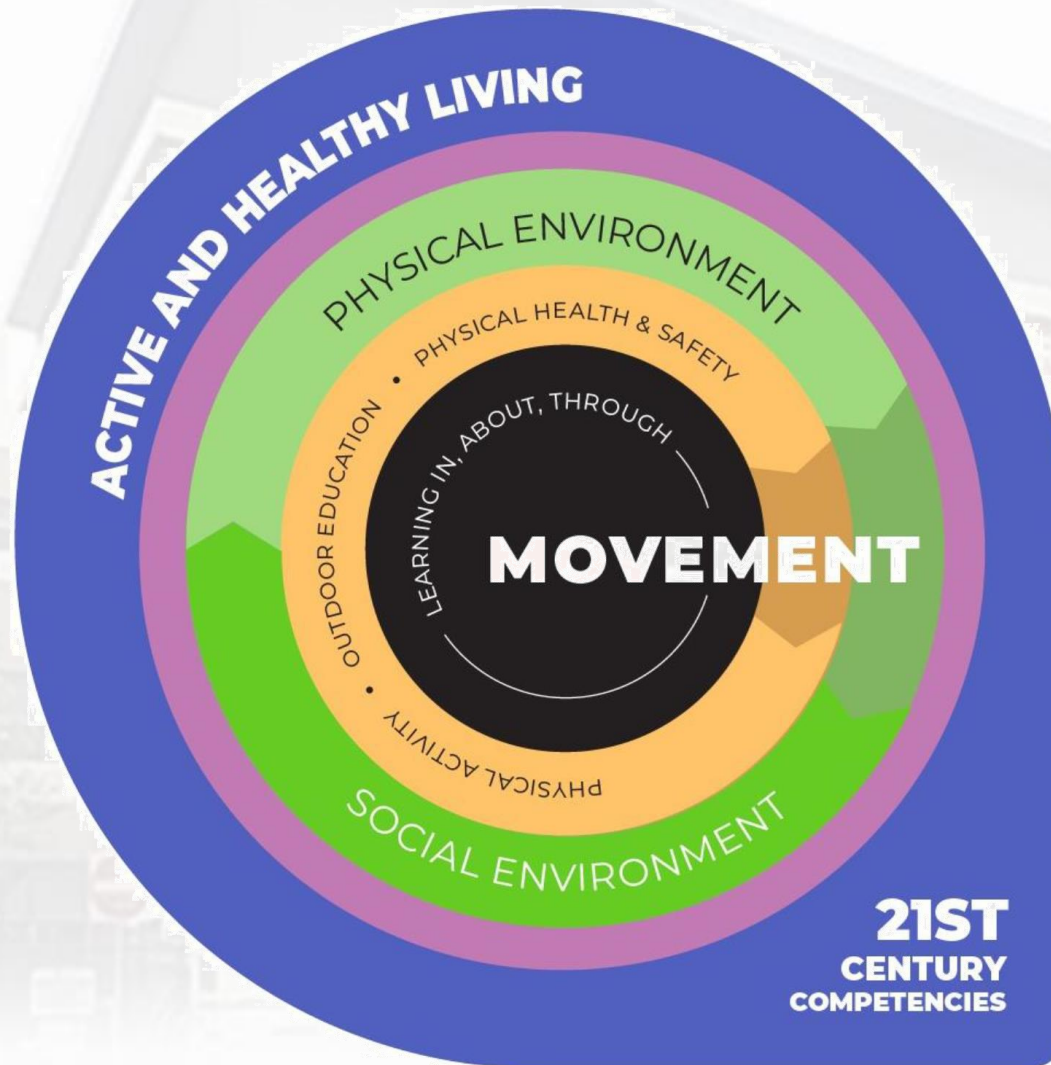 ACTIVE AND HEALTHY LIVING
PHYSICAL ENVIRONMENT
PHYSICAL ACTIVITY • OUTDOOR EDUCATION • PHYSICAL HEALTH & SAFETY
LEARNING IN, ABOUT, THROUGH
MOVEMENT
SOCIAL ENVIRONMENT
21ST
CENTURY
COMPETENCIES